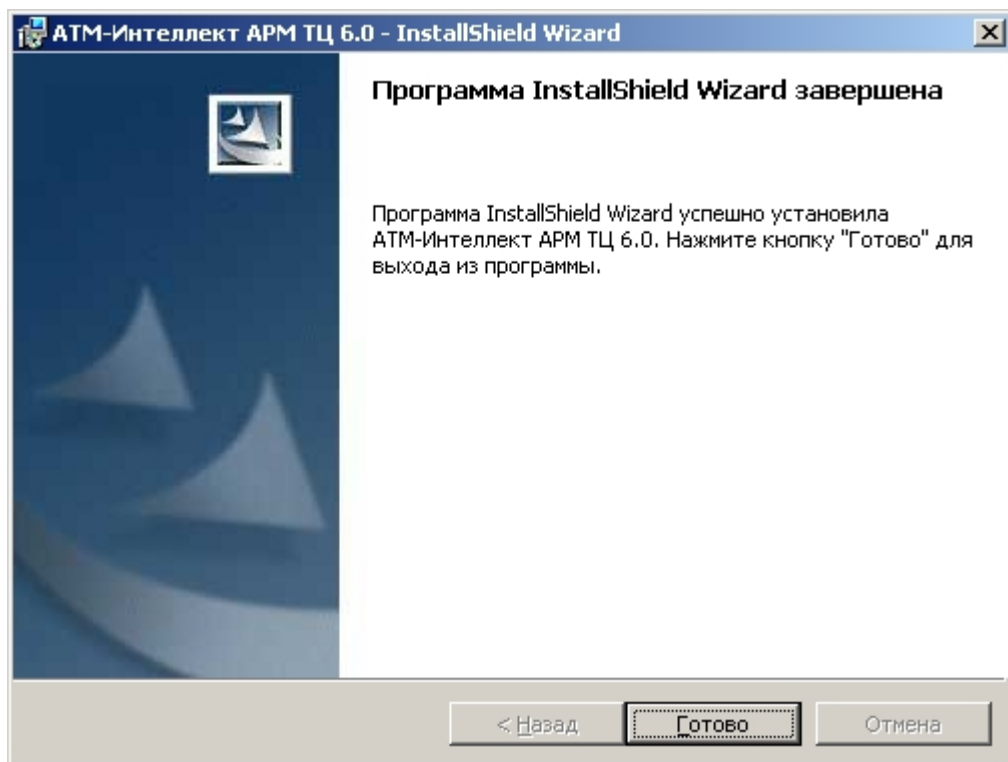 АТМ-Интеллект АРМ ТЦ 6.0 - InstallShield Wizard
Программа InstallShield Wizard завершена
Программа InstallShield Wizard успешно установила
АТМ-Интеллект АРМ ТЦ 6.0. Нажмите кнопку "Готово" для
выхода из программы.
< Назад Готово Отмена